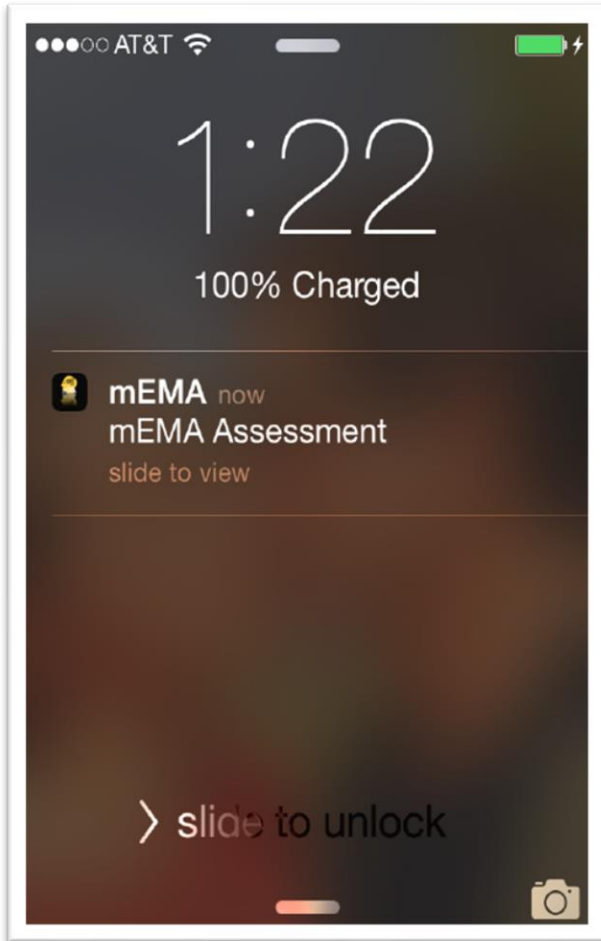 AT&T
1:22
100% Charged
mEMA now
mEMA Assessment
slide to view
slide to unlock